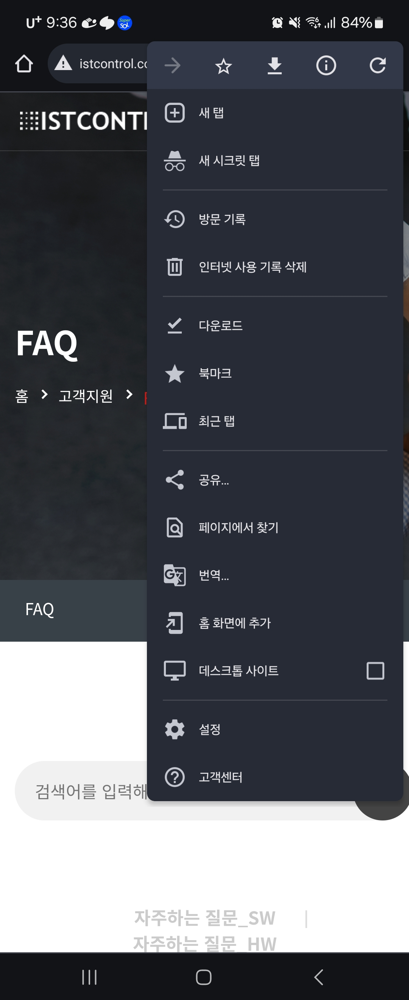 U+ 9:36 Super SOL 6 84%
istcontrol.co
새 탭
ISTCONT
새 시크릿 탭
방문 기록
인터넷 사용 기록 삭제
다운로드
FAQ
북마크
홈 > 고객지원 >
최근 탭
공유...
페이지에서 찾기
번역...
FAQ
홈 화면에 추가
데스크톱 사이트
설정
고객센터
검색어를 입력해
자주하는 질문_SW |
자주하는 질문_HW